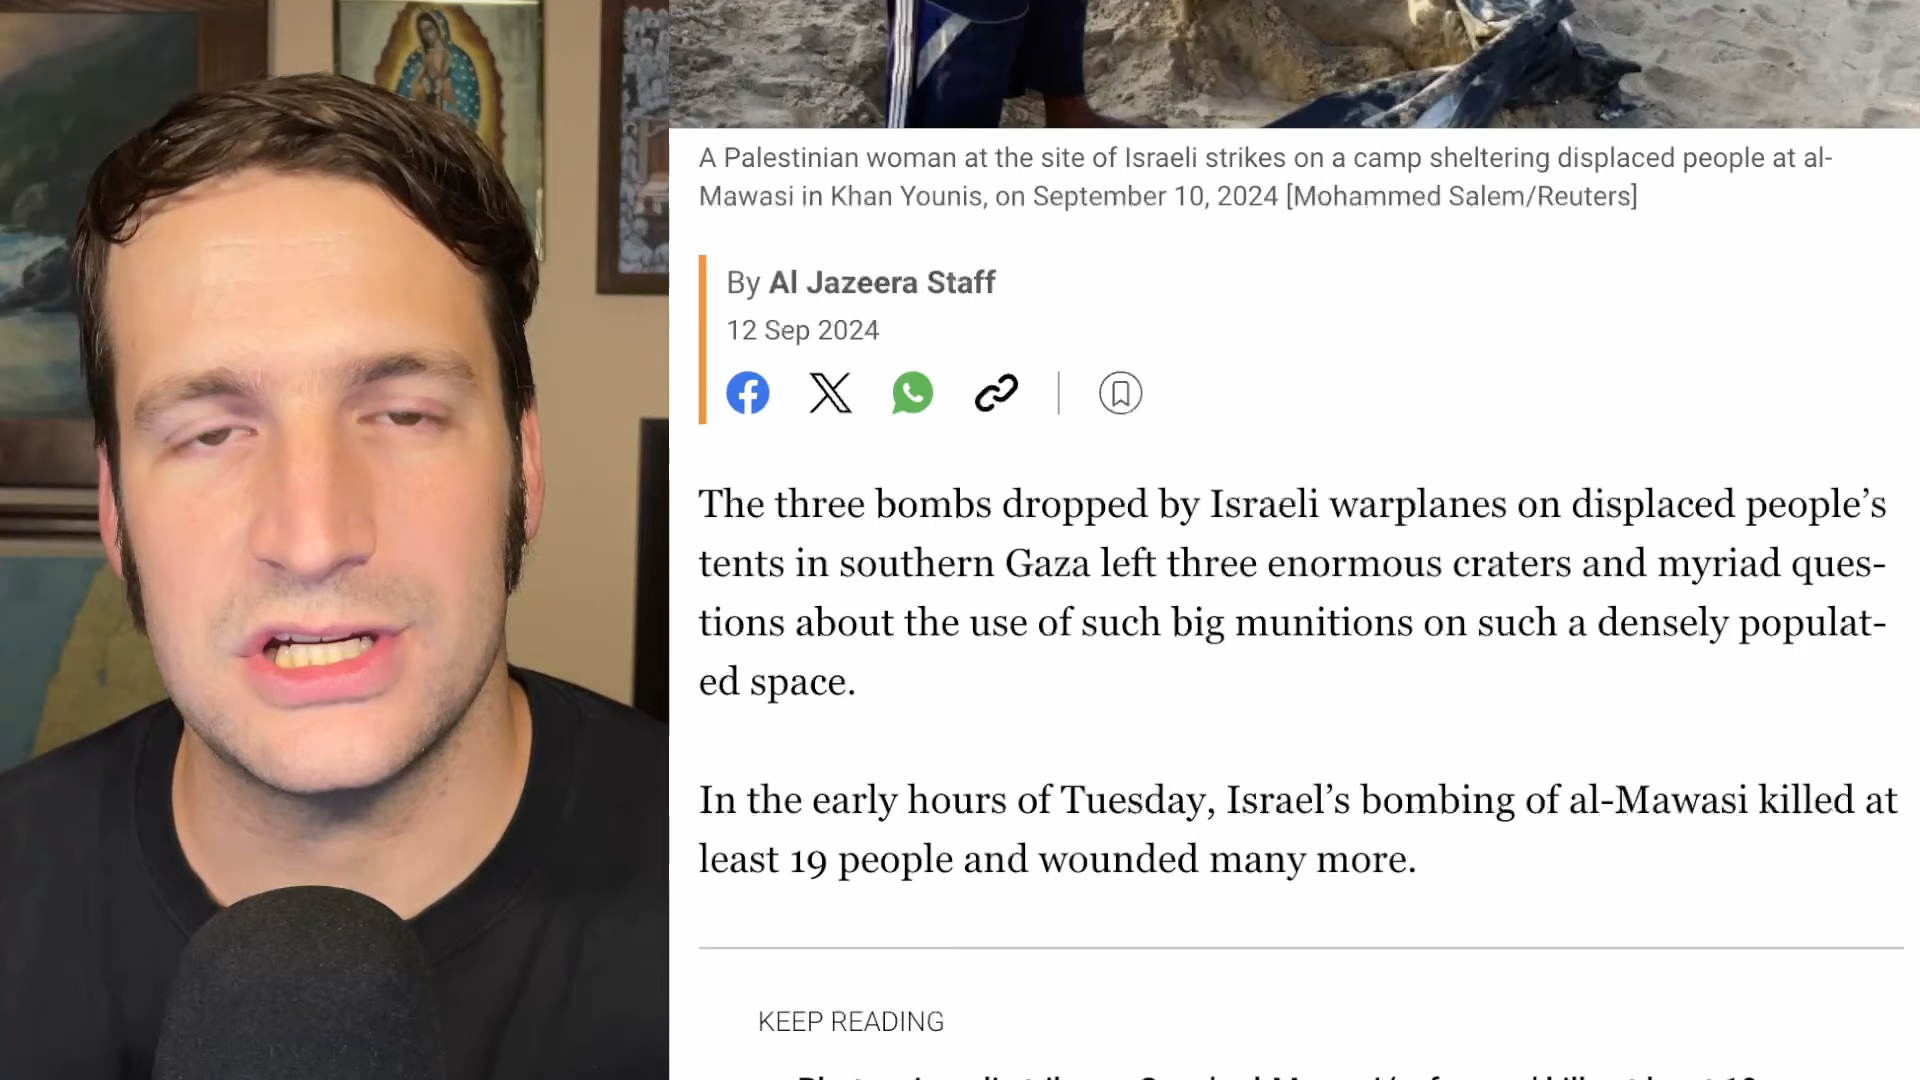 A Palestinian woman at the site of Israeli strikes on a camp sheltering displaced people at al-
Mawasi in Khan Younis, on September 10, 2024 [Mohammed Salem/Reuters]
By Al Jazeera Staff
12 Sep 2024
The three bombs dropped by Israeli warplanes on displaced people’s
tents in southern Gaza left three enormous craters and myriad ques-
tions about the use of such big munitions on such a densely populat-
ed space.
In the early hours of Tuesday, Israel’s bombing of al-Mawasi killed at
least 19 people and wounded many more.
KEEP READING